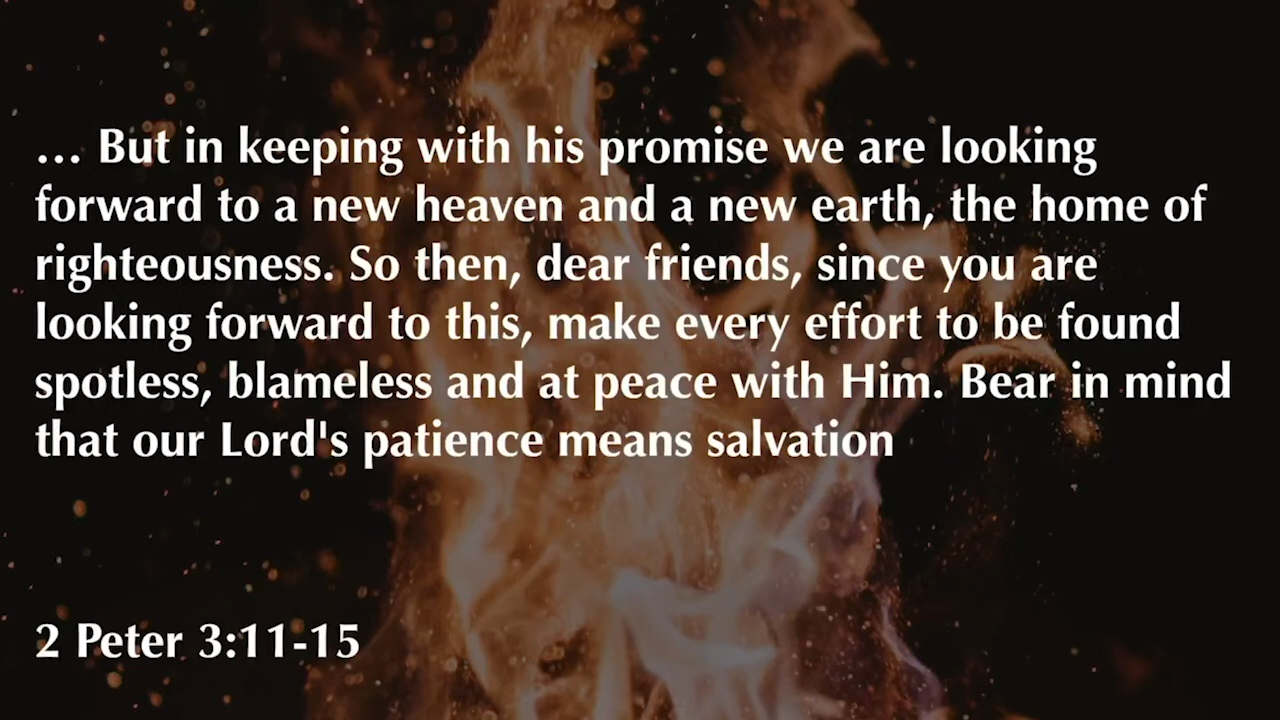 … But in keeping with his promise we are looking
forward to a new heaven and a new earth, the home of
righteousness. So then, dear friends, since you are
looking forward to this, make every effort to be found
spotless, blameless and at peace with Him. Bear in mind
that our Lord's patience means salvation
2 Peter 3:11-15